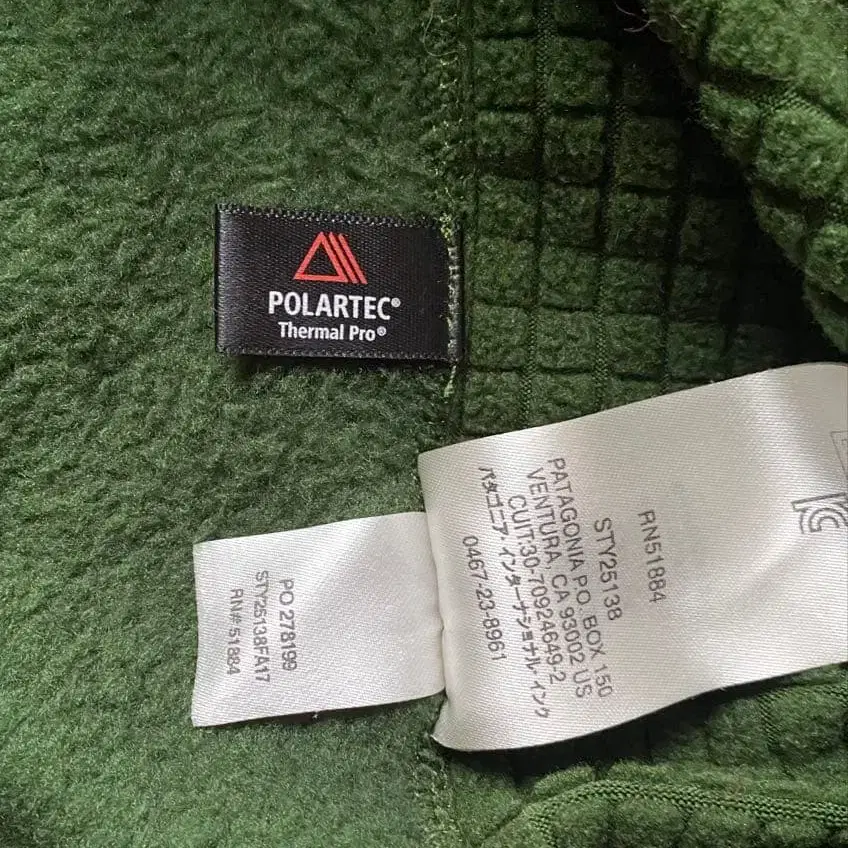 POLARTEC®
Thermal Pro®
PO 278199
STY25138FA17
RN# 51884
RN51884
STY25138
PATAGONIA P.O. BOX 150
VENTURA, CA 93002 US
CUIT:30-70924649-2
パタゴニア・インターナショナル・インク
0467-23-8961